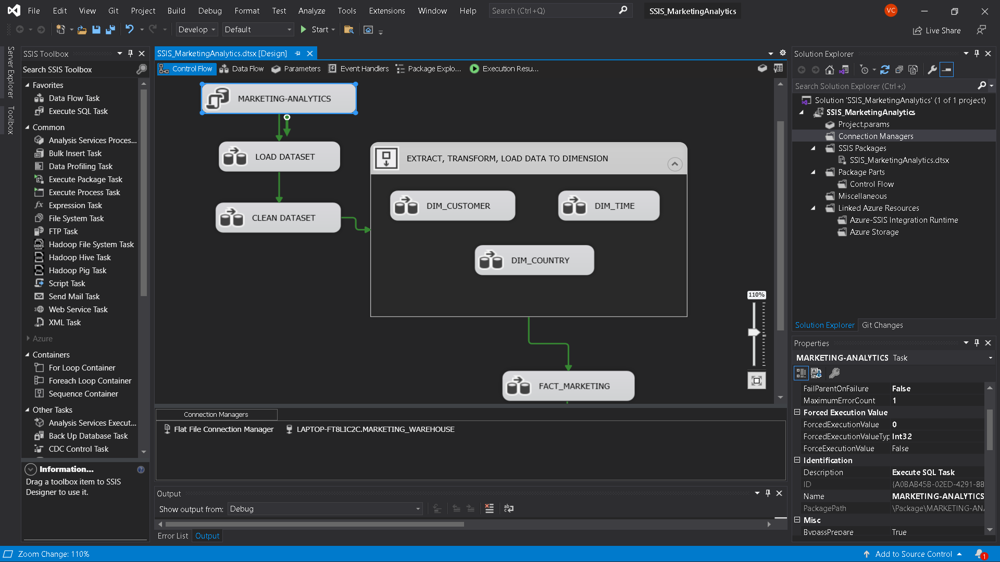 File Edit View Git Project Build Debug Format Test Analyze Tools Extensions Window Help Search (Ctrl+Q) SSIS_MarketingAnalytics VC
Develop Default Start Live Share
Server Explorer
Toolbox
SSIS Toolbox
Search SSIS Toolbox
Favorites
Data Flow Task
Execute SQL Task
Common
Analysis Services Proces...
Bulk Insert Task
Data Profiling Task
Execute Package Task
Execute Process Task
Expression Task
File System Task
FTP Task
Hadoop File System Task
Hadoop Hive Task
Hadoop Pig Task
Script Task
Send Mail Task
Web Service Task
XML Task
Azure
Containers
For Loop Container
Foreach Loop Container
Sequence Container
Other Tasks
Analysis Services Execut...
Back Up Database Task
CDC Control Task
Information...
Drag a toolbox item to SSIS
Designer to use it.
SSIS_MarketingAnalytics.dtsx [Design]
Control Flow Data Flow Parameters Event Handlers Package Explo... Execution Resu...
MARKETING-ANALYTICS
LOAD DATASET
CLEAN DATASET
EXTRACT, TRANSFORM, LOAD DATA TO DIMENSION
DIM_CUSTOMER
DIM_TIME
DIM_COUNTRY
FACT_MARKETING
110%
Connection Managers
Flat File Connection Manager LAPTOP-FT8LIC2C.MARKETING_WAREHOUSE
Output
Show output from: Debug
Error List Output
Solution Explorer
Search Solution Explorer (Ctrl+;)
Solution 'SSIS_MarketingAnalytics' (1 of 1 project)
SSIS_MarketingAnalytics
Project.params
Connection Managers
SSIS Packages
SSIS_MarketingAnalytics.dtsx
Package Parts
Control Flow
Miscellaneous
Linked Azure Resources
Azure-SSIS Integration Runtime
Azure Storage
Solution Explorer Git Changes
Properties
MARKETING-ANALYTICS Task
FailParentOnFailure False
MaximumErrorCount 1
Forced Execution Value
ForcedExecutionValue 0
ForcedExecutionValueTyp Int32
ForceExecutionValue False
Identification
Description Execute SQL Task
ID {A0BAB45B-02ED-4291-88
Name MARKETING-ANALYTICS
PackagePath \Package\MARKETING-AN
Misc
BypassPrepare True
Zoom Change: 110% Add to Source Control 1